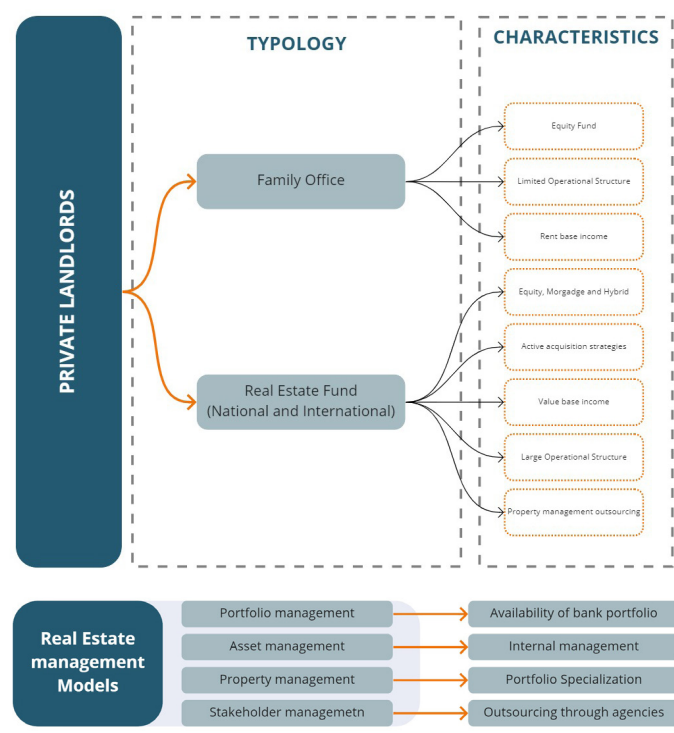 PRIVATE LANDLORDS
TYPOLOGY
CHARACTERISTICS
Family Office
Equity Fund
Limited Operational Structure
Rent base income
Real Estate Fund
(National and International)
Equity, Morgadge and Hybrid
Active acquisition strategies
Value base income
Large Operational Structure
Property management outsourcing
Real Estate
management
Models
Portfolio management
Availability of bank portfolio
Asset management
Internal management
Property management
Portfolio Specialization
Stakeholder managemetn
Outsourcing through agencies